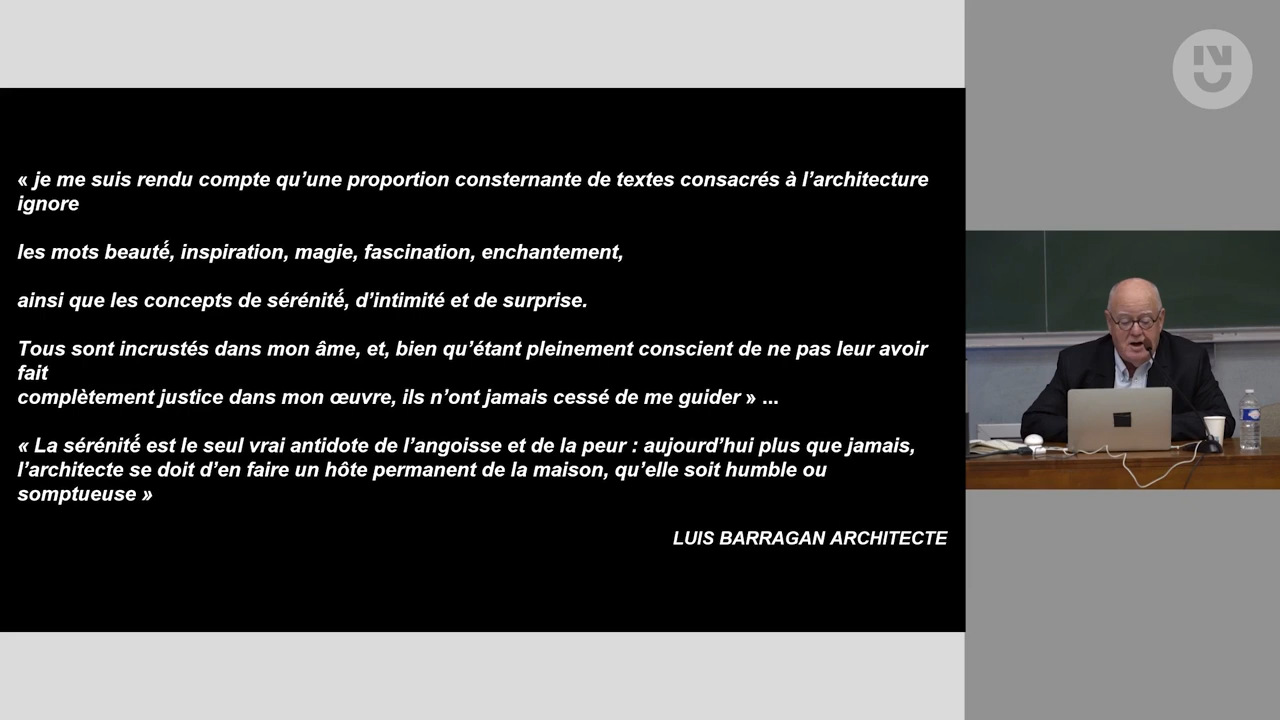 « je me suis rendu compte qu’une proportion consternante de textes consacrés à l’architecture
ignore
les mots beauté́, inspiration, magie, fascination, enchantement,
ainsi que les concepts de sérénité́, d’intimité et de surprise.
Tous sont incrustés dans mon âme, et, bien qu’étant pleinement conscient de ne pas leur avoir
fait
complètement justice dans mon œuvre, ils n’ont jamais cessé de me guider » ...
« La sérénité́ est le seul vrai antidote de l’angoisse et de la peur : aujourd’hui plus que jamais,
l’architecte se doit d’en faire un hôte permanent de la maison, qu’elle soit humble ou
somptueuse »
LUIS BARRAGAN ARCHITECTE